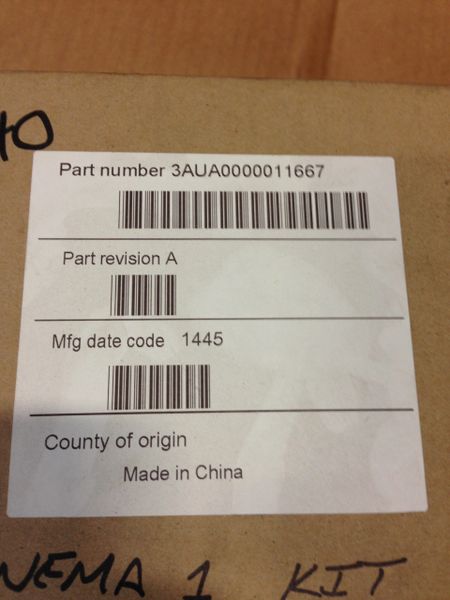 Part number 3AUA0000011667
Part revision A
Mfg date code 1445
County of origin
Made in China
NEMA 1 KIT